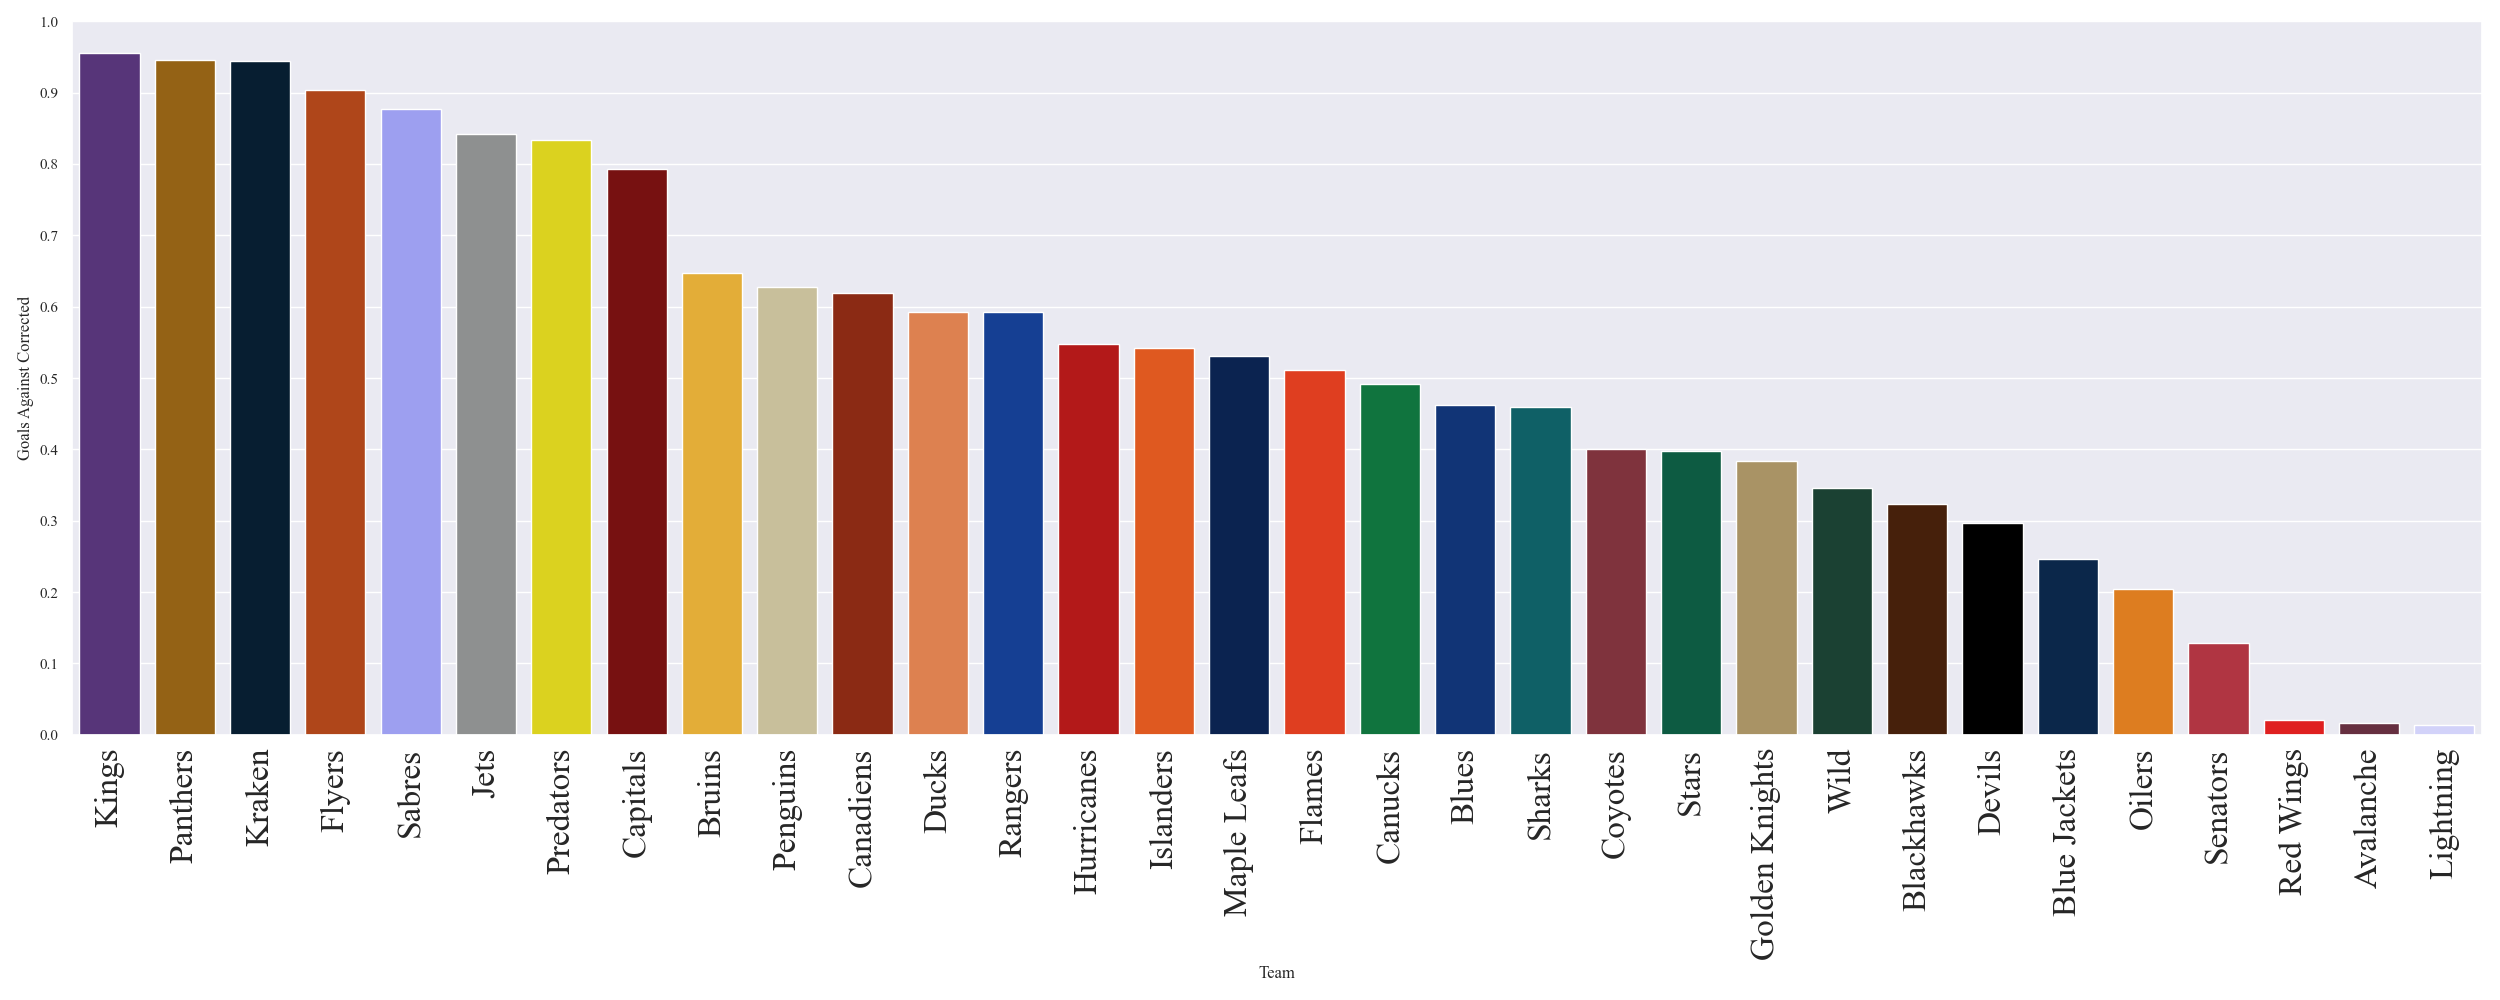 1.0
0.9
0.8
0.7
0.6
0.5
0.4
0.3
0.2
0.1
0.0
Goals Against Corrected
Kings
Panthers
Kraken
Flyers
Sabres
Jets
Predators
Capitals
Bruins
Penguins
Canadiens
Ducks
Rangers
Hurricanes
Islanders
Maple Leafs
Flames
Canucks
Blues
Sharks
Coyotes
Stars
Golden Knights
Wild
Blackhawks
Devils
Blue Jackets
Oilers
Senators
Red Wings
Avalanche
Lightning
Team